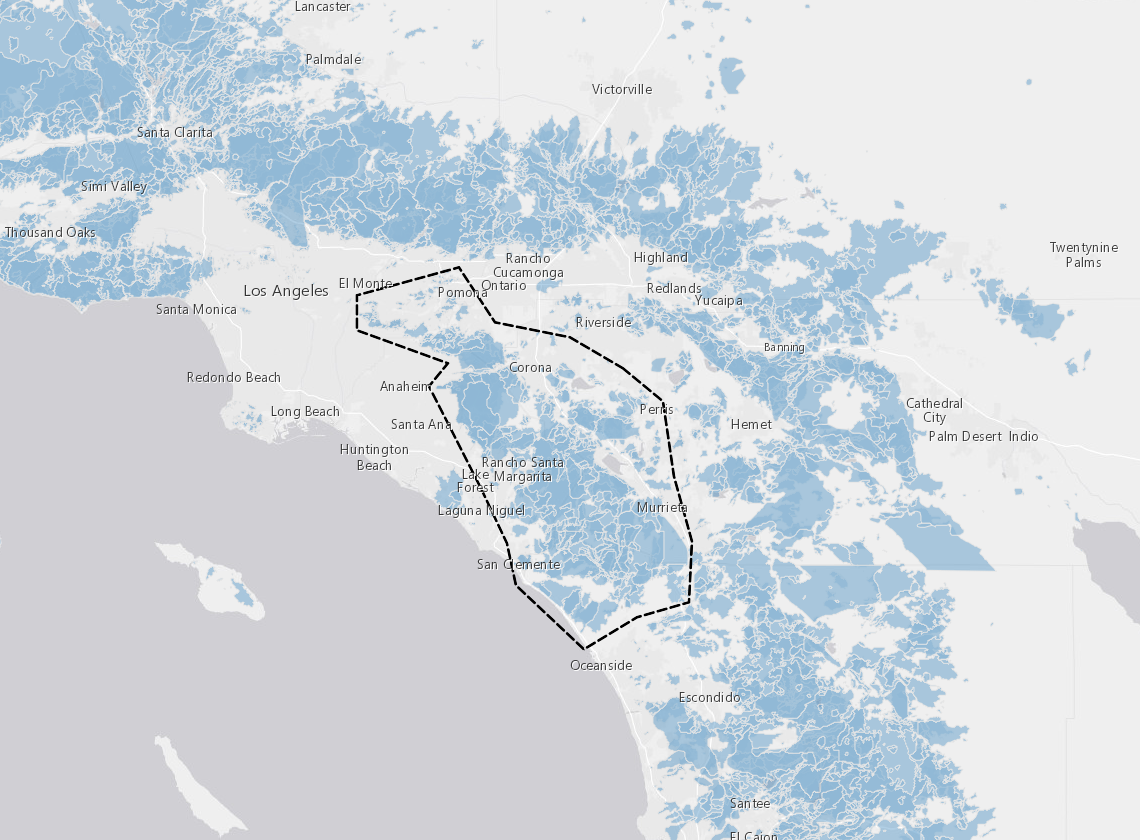 Lancaster
Palmdale
Victorville
Santa Clarita
Simi Valley
Thousand Oaks
Twentynine
Palms
Rancho
Cucamonga
Highland
El Monte
Ontario
Pomona
Los Angeles
Redlands
Yucaipa
Santa Monica
Riverside
Banning
Corona
Redondo Beach
Anaheim
Cathedral
City
Long Beach
Perris
Santa Ana
Hemet
Palm Desert
Indio
Huntington
Beach
Rancho Santa
Margarita
Lake
Forest
Laguna Niguel
Murrieta
San Clemente
Oceanside
Escondido
Santee
El Cajon